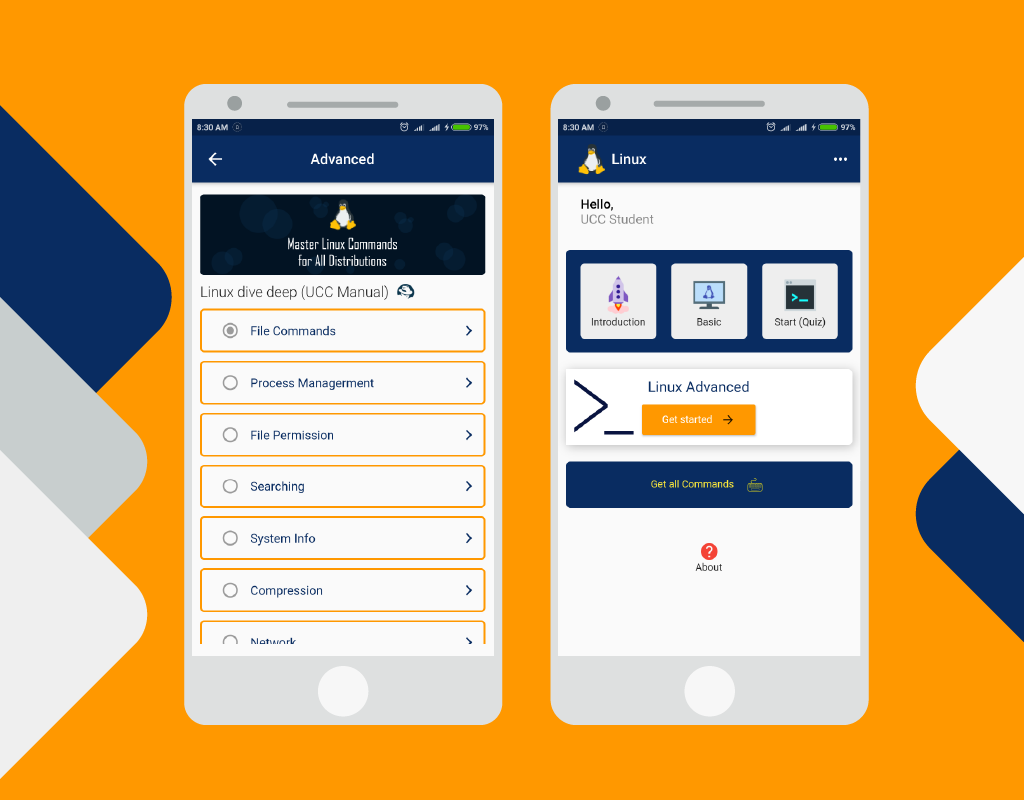 8:30 AM
97%
Advanced
Master Linux Commands
for All Distributions
Linux dive deep (UCC Manual)
File Commands
Process Managerment
File Permission
Searching
System Info
Compression
Network
8:30 AM
97%
Linux
Hello,
UCC Student
Introduction
Basic
Start (Quiz)
Linux Advanced
Get started
Get all Commands
About